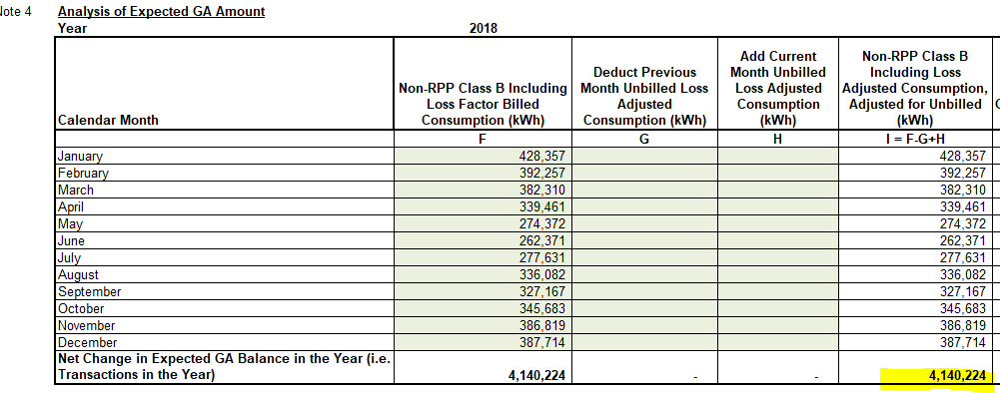 Note 4 Analysis of Expected GA Amount
Year 2018
Calendar Month Non-RPP Class B Including Loss Factor Billed Consumption (kWh) Deduct Previous Month Unbilled Loss Adjusted Consumption (kWh) Add Current Month Unbilled Loss Adjusted Consumption (kWh) Non-RPP Class B Including Loss Adjusted Consumption, Adjusted for Unbilled (kWh)
F G H I = F-G+H
January 428,357 428,357
February 392,257 392,257
March 382,310 382,310
April 339,461 339,461
May 274,372 274,372
June 262,371 262,371
July 277,631 277,631
August 336,082 336,082
September 327,167 327,167
October 345,683 345,683
November 386,819 386,819
December 387,714 387,714
Net Change in Expected GA Balance in the Year (i.e.
Transactions in the Year) 4,140,224 - - 4,140,224